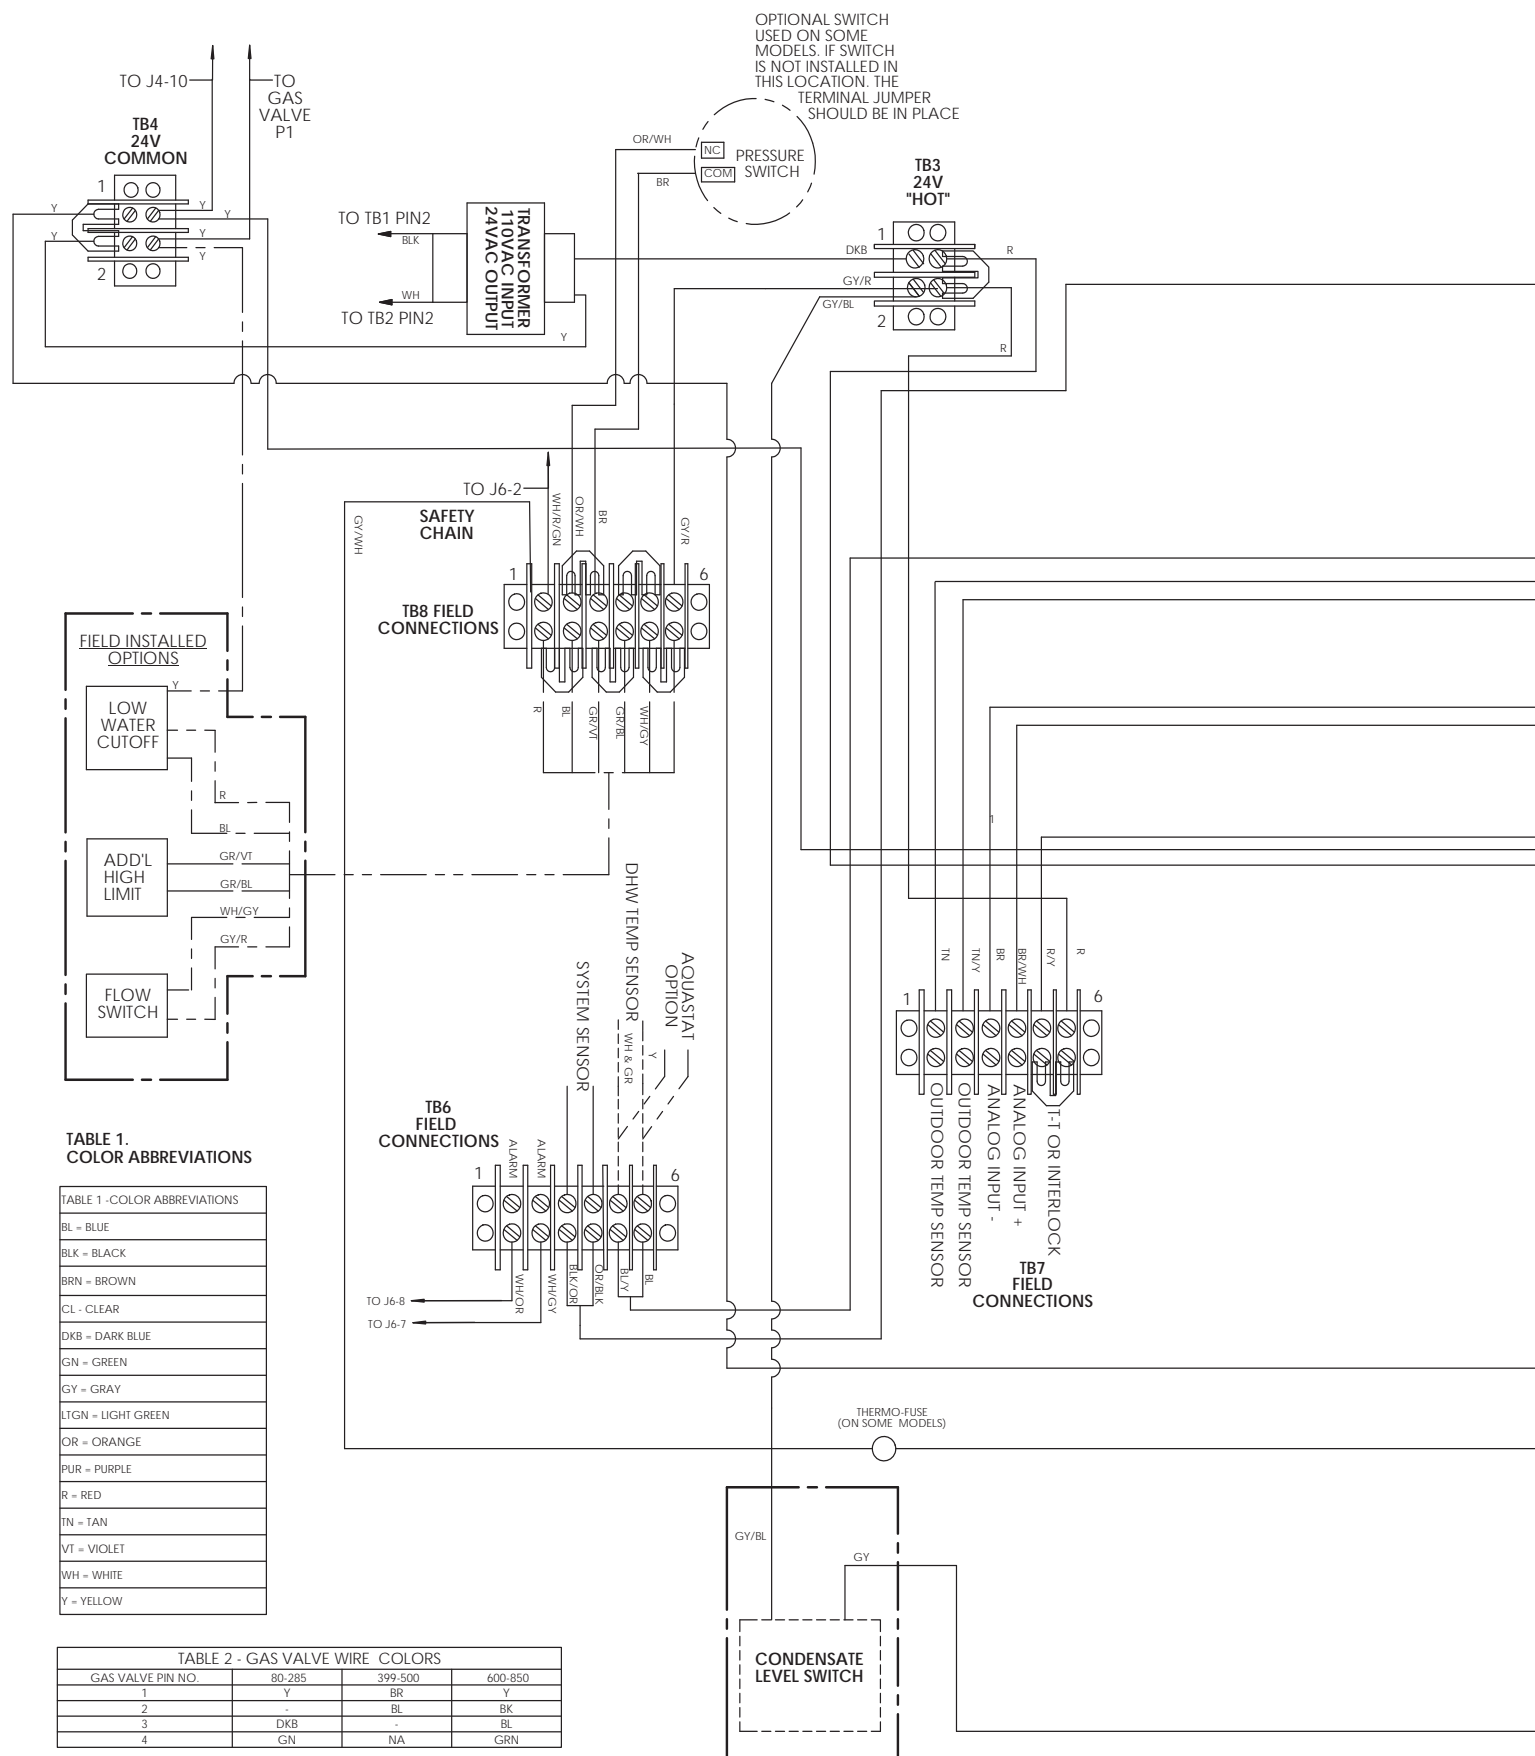 OPTIONAL SWITCH
USED ON SOME
MODELS. IF SWITCH
IS NOT INSTALLED IN
THIS LOCATION. THE
TERMINAL JUMPER
SHOULD BE IN PLACE
TO J4-10
TO
GAS
VALVE
P1
TB4
24V
COMMON
1
2
Y
Y
Y
Y
Y
Y
OR/WH
BR
NC
COM
PRESSURE
SWITCH
TO TB1 PIN2
BLK
WH
TO TB2 PIN2
TRANSFORMER
110VAC INPUT
24VAC OUTPUT
Y
TB3
24V
"HOT"
1
2
DKB
GY/R
GY/BL
R
R
TO J6-2
SAFETY
CHAIN
GY/WH
WH/R/GN
OR/WH
BR
GY/R
1
6
TB8 FIELD
CONNECTIONS
R
BL
GR/VT
GR/BL
WH/GY
FIELD INSTALLED
OPTIONS
LOW
WATER
CUTOFF
Y
R
BL
ADD'L
HIGH
LIMIT
GR/VT
GR/BL
WH/GY
GY/R
FLOW
SWITCH
SYSTEM SENSOR
DHW TEMP SENSOR
WH & GR
Y
AQUASTAT
OPTION
TB6
FIELD
CONNECTIONS
ALARM
ALARM
1
6
WH/OR
WH/GY
BLK/OR
OR/BLK
BL/Y
BL
TO J6-8
TO J6-7
1
TN
TN/Y
BR
BR/WH
R/Y
R
1
6
OUTDOOR TEMP SENSOR
OUTDOOR TEMP SENSOR
ANALOG INPUT -
ANALOG INPUT +
T-T OR INTERLOCK
TB7
FIELD
CONNECTIONS
THERMO-FUSE
(ON SOME MODELS)
GY/BL
GY
CONDENSATE
LEVEL SWITCH
TABLE 1.
COLOR ABBREVIATIONS
TABLE 1 -COLOR ABBREVIATIONS
BL = BLUE
BLK = BLACK
BRN = BROWN
CL - CLEAR
DKB = DARK BLUE
GN = GREEN
GY = GRAY
LTGN = LIGHT GREEN
OR = ORANGE
PUR = PURPLE
R = RED
TN = TAN
VT = VIOLET
WH = WHITE
Y = YELLOW
TABLE 2 - GAS VALVE WIRE COLORS
GAS VALVE PIN NO. 80-285 399-500 600-850
1 Y BR Y
2 - BL BK
3 DKB - BL
4 GN NA GRN